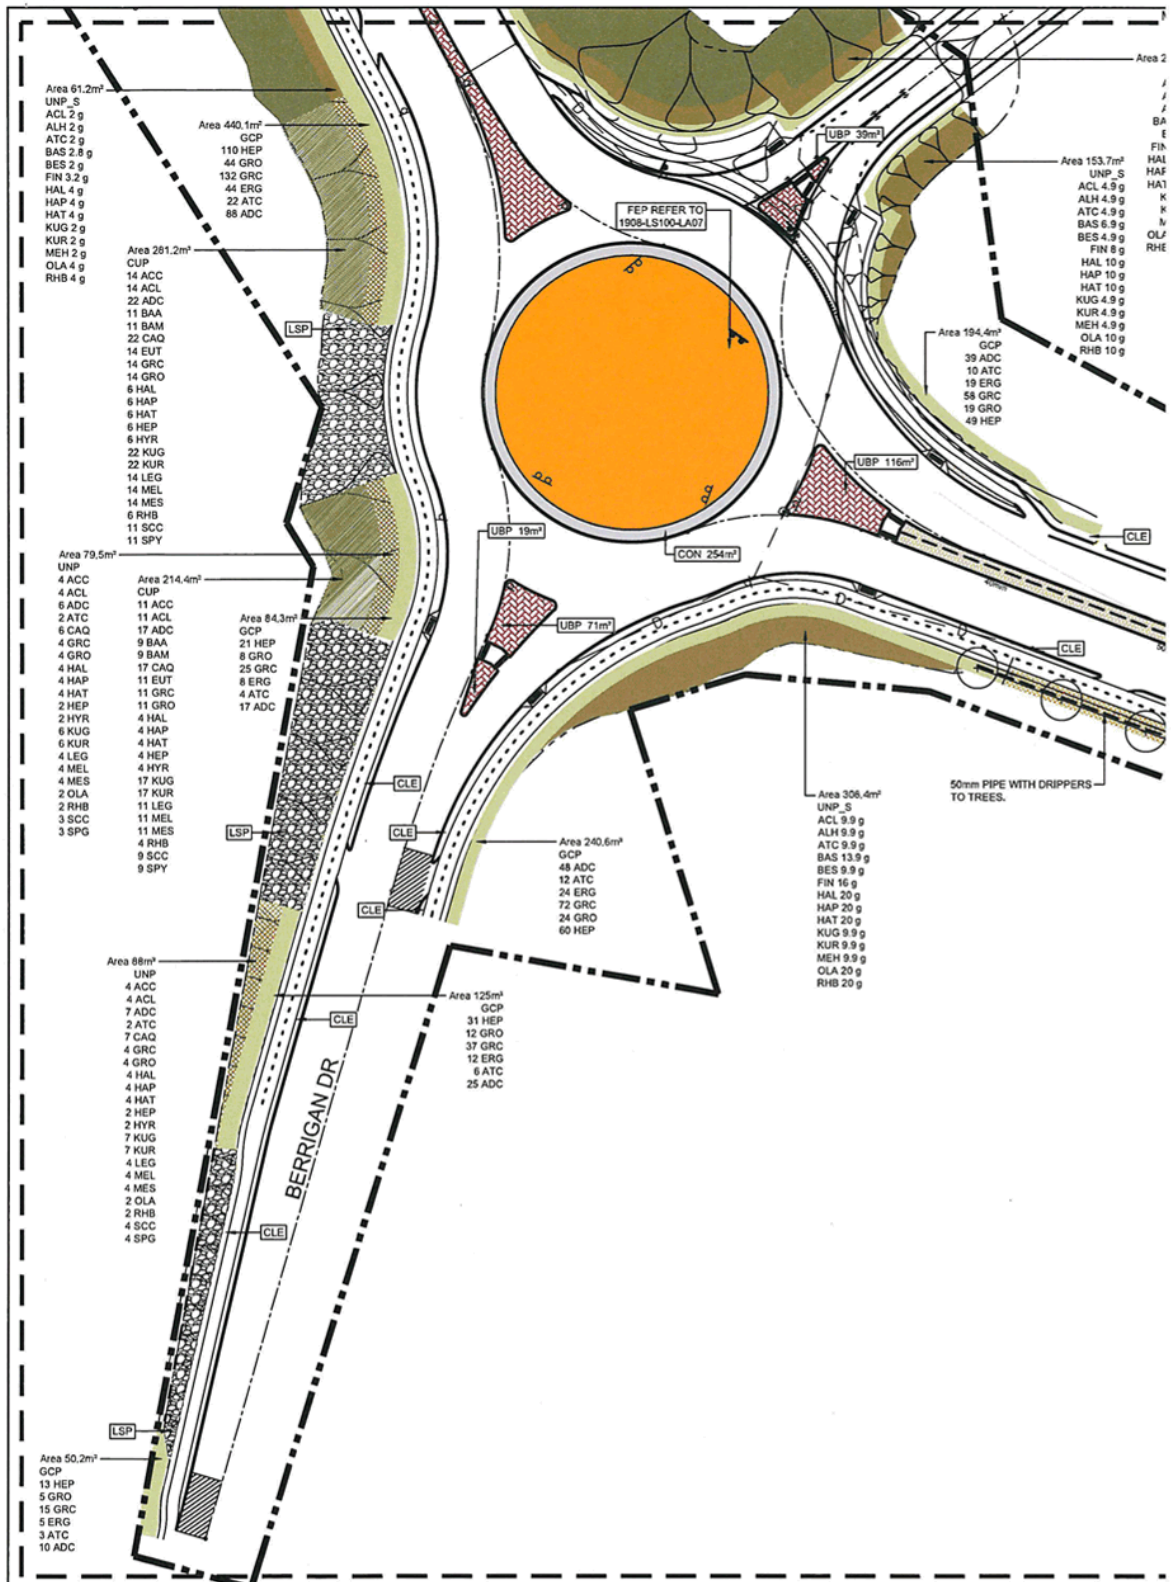 Area 61.2m²
UNP_S
ACL 2 g
ALH 2 g
ATC 2 g
BAS 2.8 g
BES 2 g
FIN 3.2 g
HAL 4 g
HAP 4 g
HAT 4 g
KUG 2 g
KUR 2 g
MEH 2 g
OLA 4 g
RHB 4 g
Area 440.1m²
GCP
110 HEP
44 GRO
132 GRC
44 ERG
22 ATC
88 ADC
Area 281.2m²
CUP
14 ACC
14 ACL
22 ADC
11 BAA
11 BAM
22 CAQ
14 EUT
14 GRC
14 GRO
6 HAL
6 HAP
6 HAT
6 HEP
6 HYR
22 KUG
22 KUR
14 LEG
14 MEL
14 MES
6 RHB
11 SCC
11 SPY
LSP
FEP REFER TO
1908-LS100-LA07
UBP 39m²
Area 2
BA
FIN
HAL
HAP
HAT
OLA
RHB
Area 153.7m²
UNP_S
ACL 4.9 g
ALH 4.9 g
ATC 4.9 g
BAS 6.9 g
BES 4.9 g
FIN 8 g
HAL 10 g
HAP 10 g
HAT 10 g
KUG 4.9 g
KUR 4.9 g
MEH 4.9 g
OLA 10 g
RHB 10 g
Area 194.4m²
GCP
39 ADC
10 ATC
19 ERG
58 GRC
19 GRO
49 HEP
UBP 116m²
CLE
CON 254m²
UBP 19m²
UBP 71m²
CLE
Area 79.5m²
UNP
4 ACC
4 ACL
6 ADC
2 ATC
6 CAQ
4 GRC
4 GRO
4 HAL
4 HAP
4 HAT
2 HEP
2 HYR
6 KUG
6 KUR
4 LEG
4 MEL
4 MES
2 OLA
2 RHB
3 SCC
3 SPG
Area 214.4m²
CUP
11 ACC
11 ACL
17 ADC
9 BAA
9 BAM
17 CAQ
11 EUT
11 GRC
11 GRO
4 HAL
4 HAP
4 HAT
4 HEP
4 HYR
17 KUG
17 KUR
11 LEG
11 MEL
11 MES
4 RHB
9 SCC
9 SPY
Area 84.3m²
GCP
21 HEP
8 GRO
25 GRC
8 ERG
4 ATC
17 ADC
LSP
CLE
CLE
CLE
50mm PIPE WITH DRIPPERS
TO TREES.
Area 306.4m²
UNP_S
ACL 9.9 g
ALH 9.9 g
ATC 9.9 g
BAS 13.9 g
BES 9.9 g
FIN 16 g
HAL 20 g
HAP 20 g
HAT 20 g
KUG 9.9 g
KUR 9.9 g
MEH 9.9 g
OLA 20 g
RHB 20 g
Area 240.6m²
GCP
48 ADC
12 ATC
24 ERG
72 GRC
24 GRO
60 HEP
Area 88m²
UNP
4 ACC
4 ACL
7 ADC
2 ATC
7 CAQ
4 GRC
4 GRO
4 HAL
4 HAP
4 HAT
2 HEP
2 HYR
7 KUG
7 KUR
4 LEG
4 MEL
4 MES
2 OLA
2 RHB
4 SCC
4 SPG
Area 125m²
GCP
31 HEP
12 GRO
37 GRC
12 ERG
6 ATC
25 ADC
CLE
BERRIGAN DR
CLE
LSP
Area 50.2m²
GCP
13 HEP
5 GRO
15 GRC
5 ERG
3 ATC
10 ADC